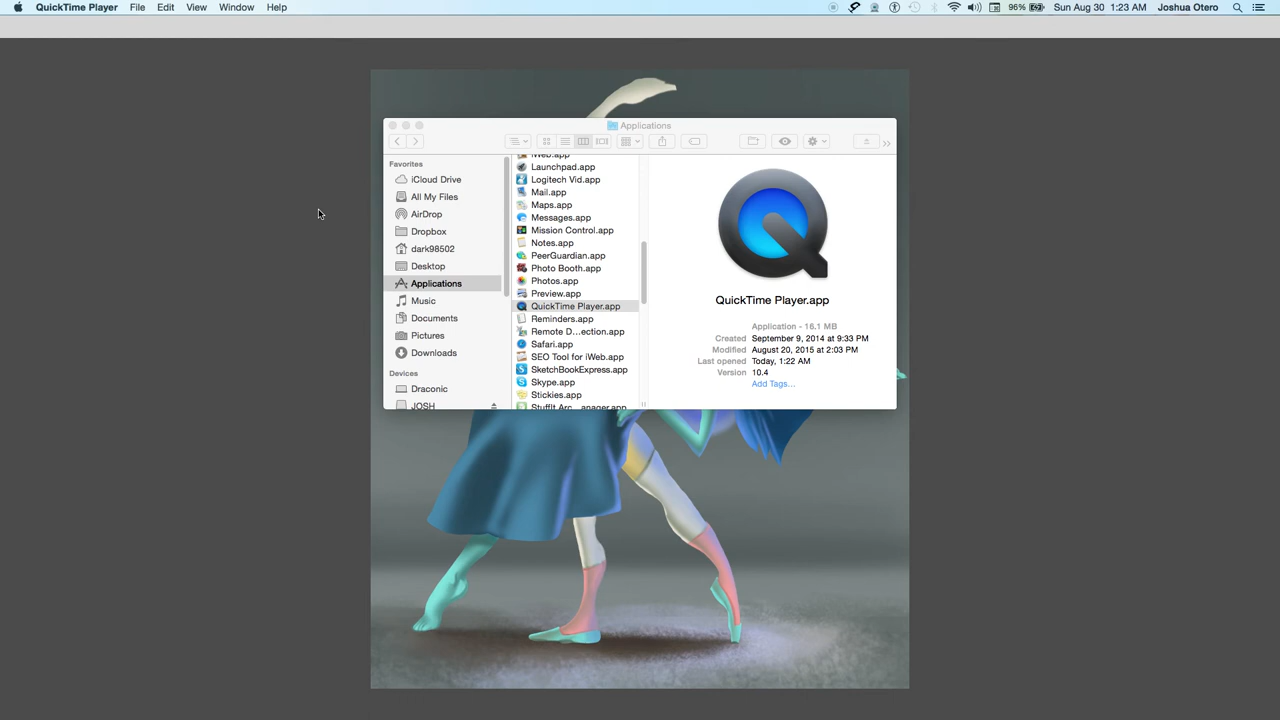 QuickTime Player File Edit View Window Help 96% Sun Aug 30 1:23 AM Joshua Otero
Applications
Favorites
iCloud Drive
All My Files
AirDrop
Dropbox
dark98502
Desktop
Applications
Music
Documents
Pictures
Downloads
Devices
Draconic
JOSH
iWeb.app
Launchpad.app
Logitech Vid.app
Mail.app
Maps.app
Messages.app
Mission Control.app
Notes.app
PeerGuardian.app
Photo Booth.app
Photos.app
Preview.app
QuickTime Player.app
Reminders.app
Remote D...ection.app
Safari.app
SEO Tool for iWeb.app
SketchBookExpress.app
Skype.app
Stickies.app
StuffIt Arc...anager.app
QuickTime Player.app
Application - 16.1 MB
Created September 9, 2014 at 9:33 PM
Modified August 20, 2015 at 2:03 PM
Last opened Today, 1:22 AM
Version 10.4
Add Tags...